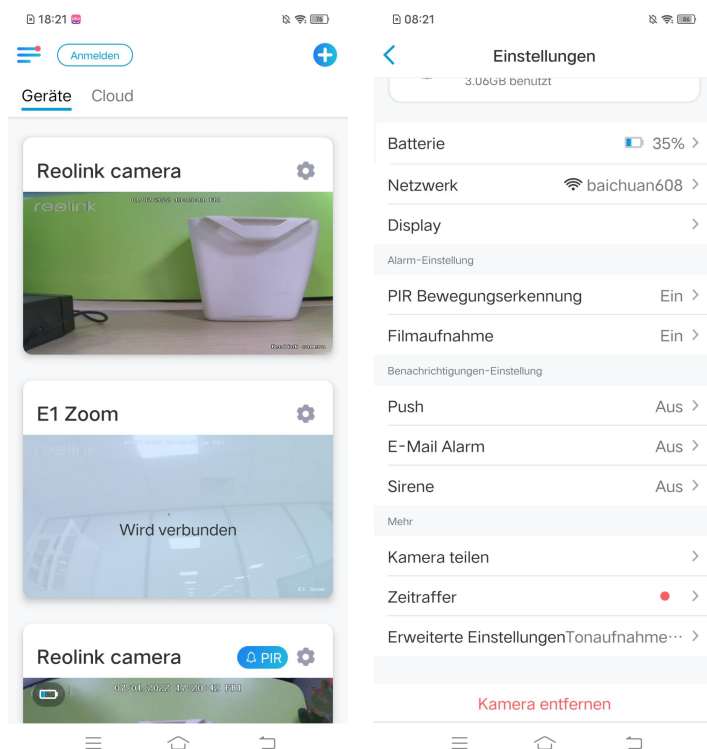 18:21
76
Anmelden
Geräte Cloud
Reolink camera
reolink
Reolink camera
E1 Zoom
reolink
Wird verbunden
E1 Zoom
Reolink camera
PIR
08:21
86
Einstellungen
3.06GB benutzt
Batterie 35%
Netzwerk baichuan608
Display
Alarm-Einstellung
PIR Bewegungserkennung Ein
Filmaufnahme Ein
Benachrichtigungen-Einstellung
Push Aus
E-Mail Alarm Aus
Sirene Aus
Mehr
Kamera teilen
Zeitraffer
Erweiterte Einstellungen Tonaufnahme···
Kamera entfernen